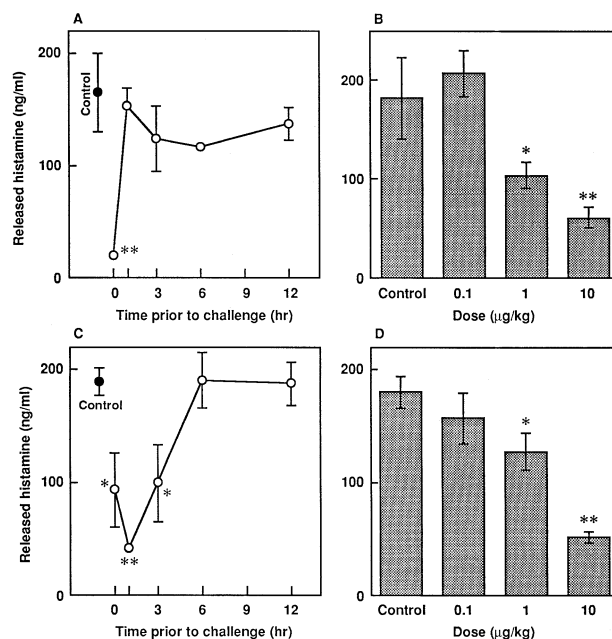 A
Released histamine (ng/ml)
200
100
0
Control
**
0 3 6 9 12
Time prior to challenge (hr)
B
200
100
0
*
**
Control 0.1 1 10
Dose (μg/kg)
C
Released histamine (ng/ml)
200
100
0
Control
*
**
*
0 3 6 9 12
Time prior to challenge (hr)
D
200
100
0
*
**
Control 0.1 1 10
Dose (μg/kg)